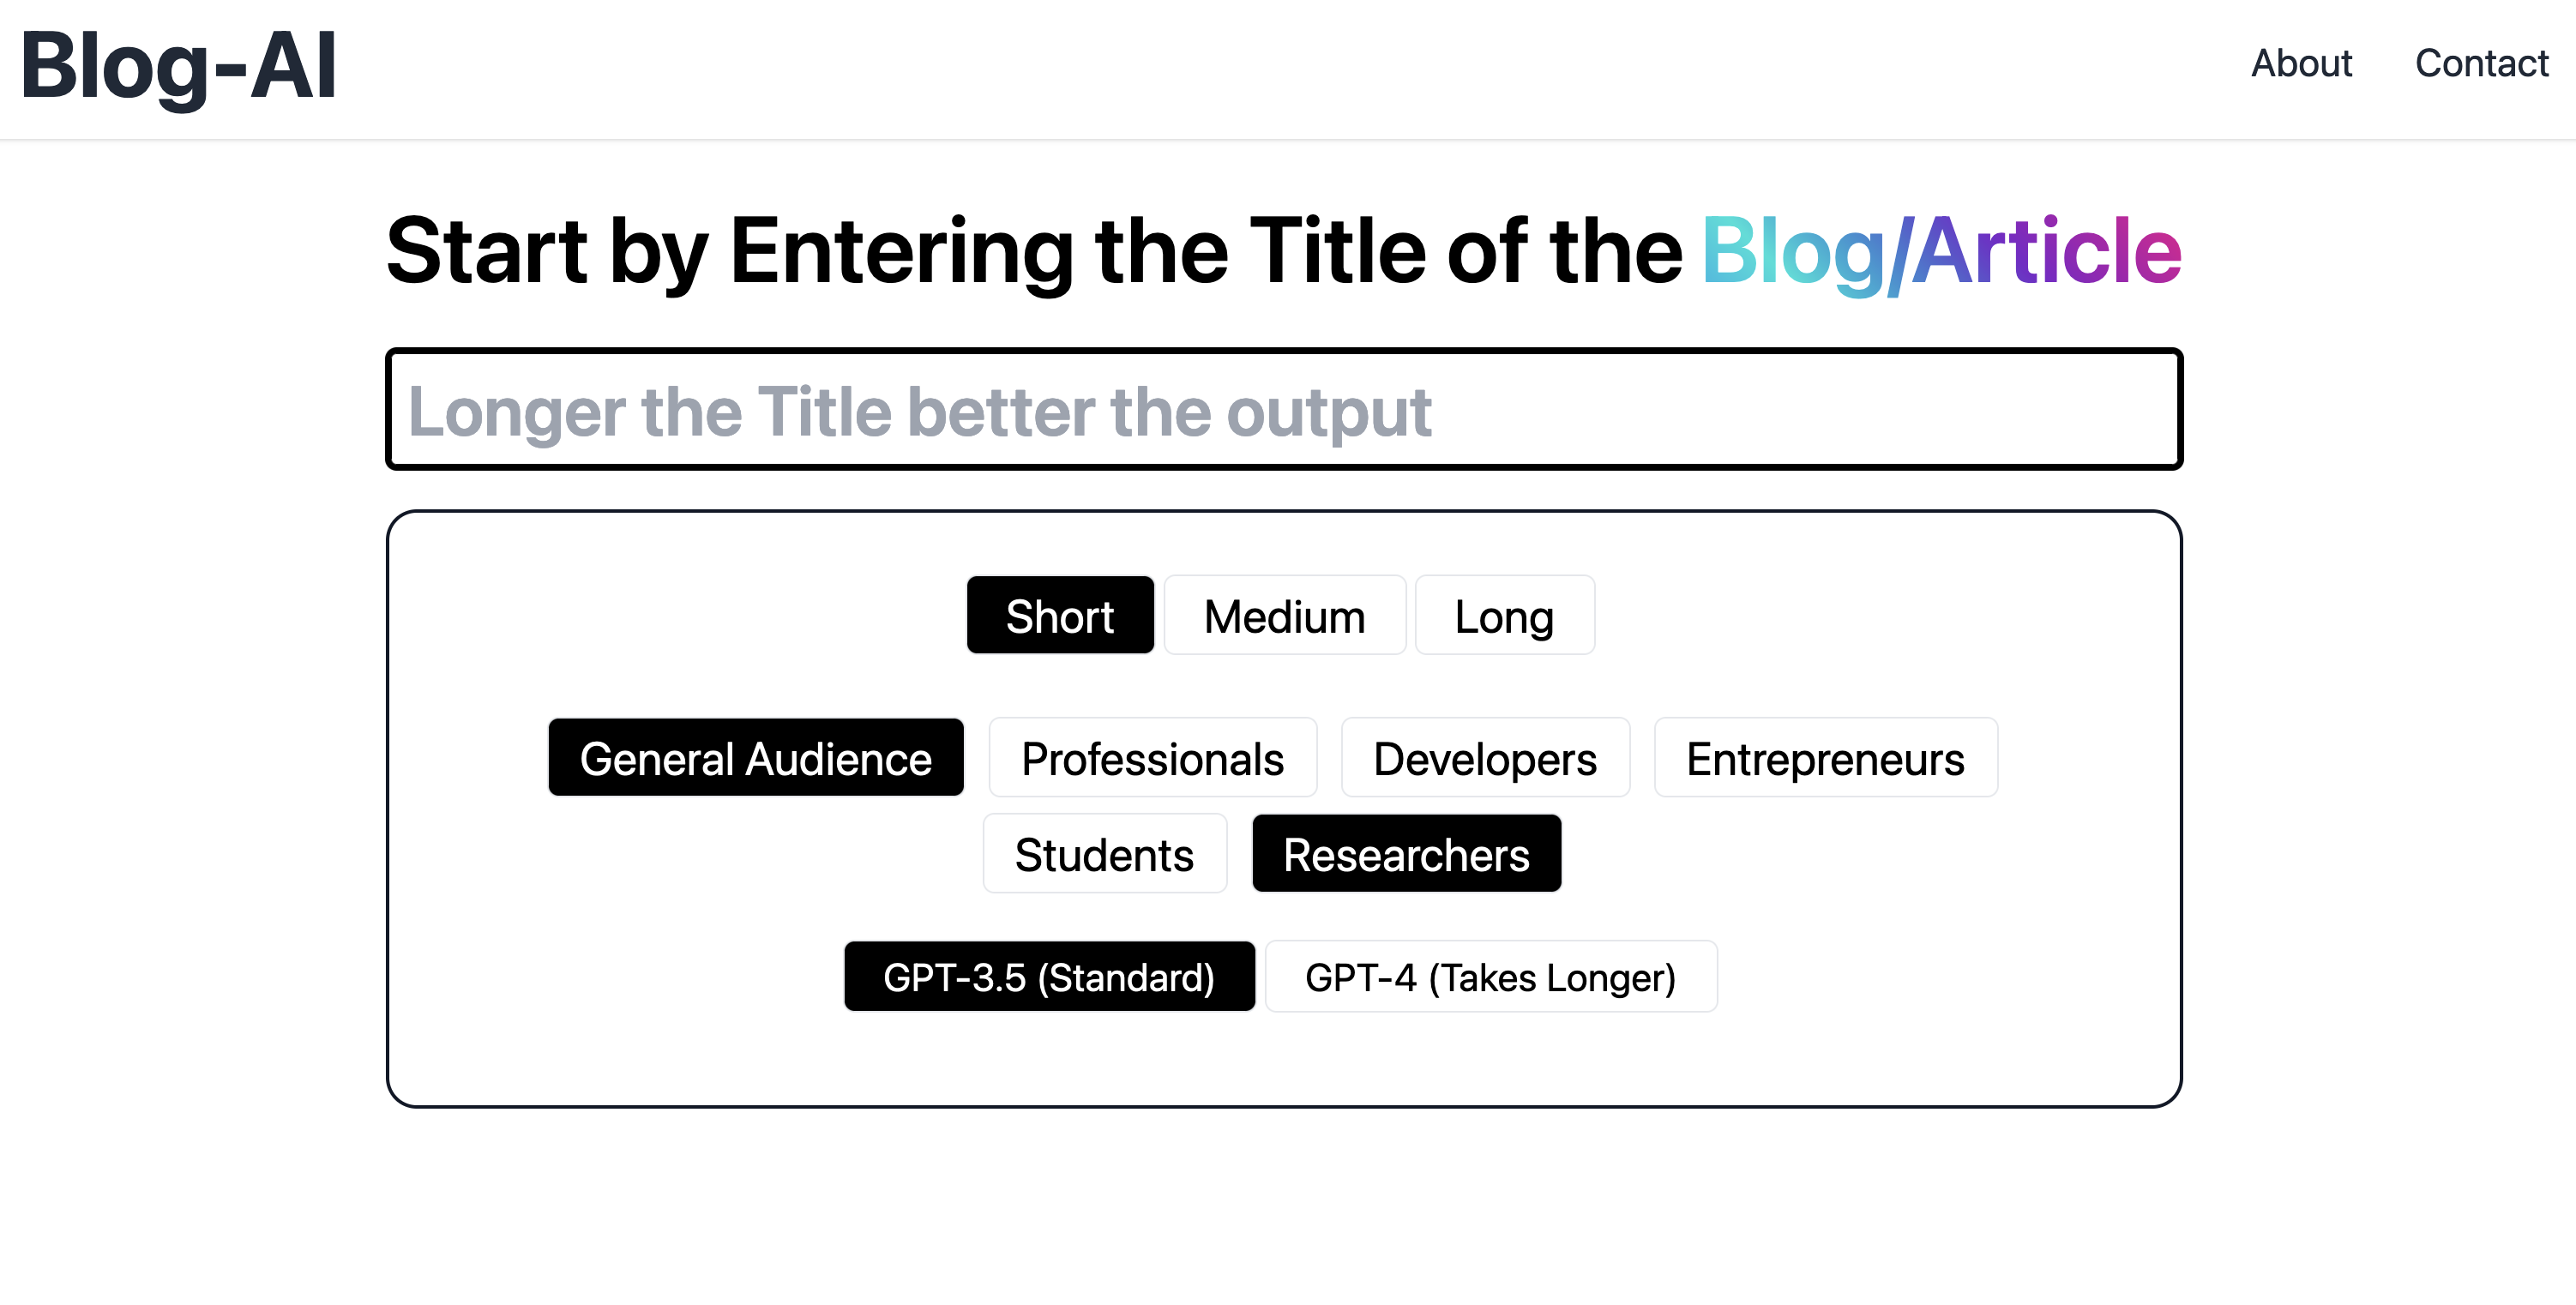 Blog-AI About Contact
Start by Entering the Title of the Blog/Article
Longer the Title better the output
Short Medium Long
General Audience Professionals Developers Entrepreneurs
Students Researchers
GPT-3.5 (Standard) GPT-4 (Takes Longer)